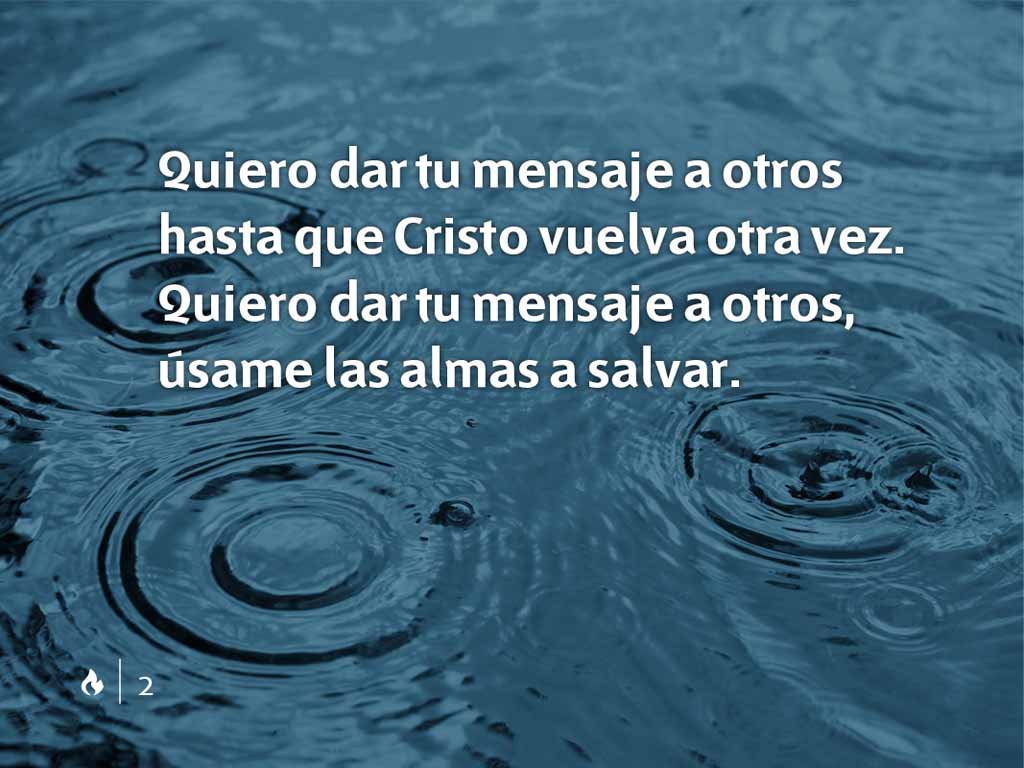 Quiero dar tu mensaje a otros
hasta que Cristo vuelva otra vez.
Quiero dar tu mensaje a otros,
úsame las almas a salvar.
2